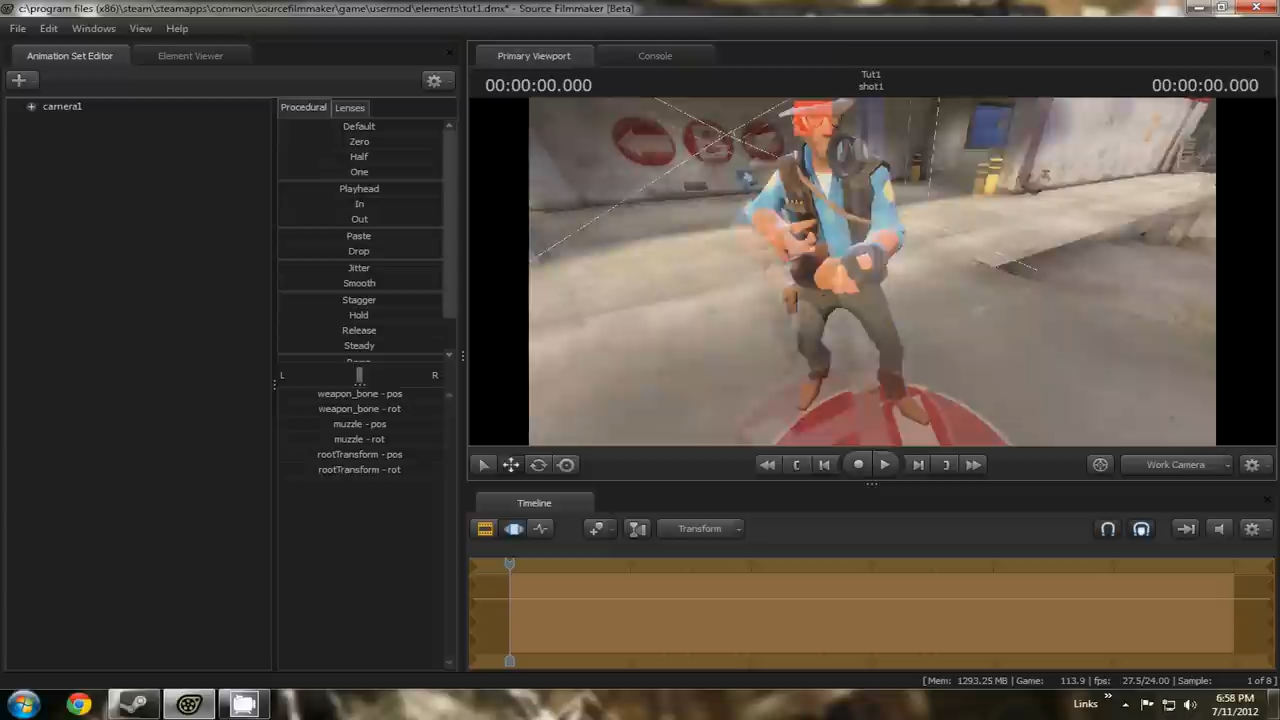 c:\program files (x86)\steam\steamapps\common\sourcefilmmaker\game\usermod\elements\tut1.dmx* - Source Filmmaker [Beta]
File Edit Windows View Help
Animation Set Editor Element Viewer
camera1
Procedural Lenses
Default
Zero
Half
One
Playhead
In
Out
Paste
Drop
Jitter
Smooth
Stagger
Hold
Release
Steady
L R
weapon_bone - pos
weapon_bone - rot
muzzle - pos
muzzle - rot
rootTransform - pos
rootTransform - rot
Primary Viewport Console
00:00:00.000
Tut1
shot1
00:00:00.000
Work Camera
Timeline
Transform
[Mem: 1293.25 MB] Game: 113.9 fps: 27.5/24.00 Sample: 1 of 8
Links »
6:58 PM
7/11/2012